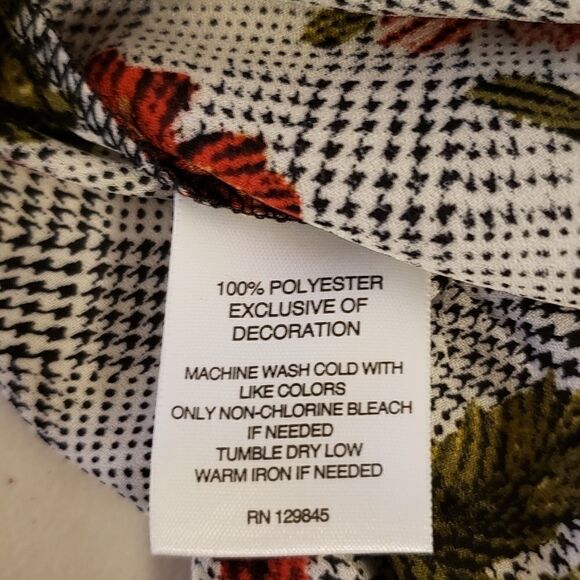 100% POLYESTER
EXCLUSIVE OF
DECORATION
MACHINE WASH COLD WITH
LIKE COLORS
ONLY NON-CHLORINE BLEACH
IF NEEDED
TUMBLE DRY LOW
WARM IRON IF NEEDED
RN 129845